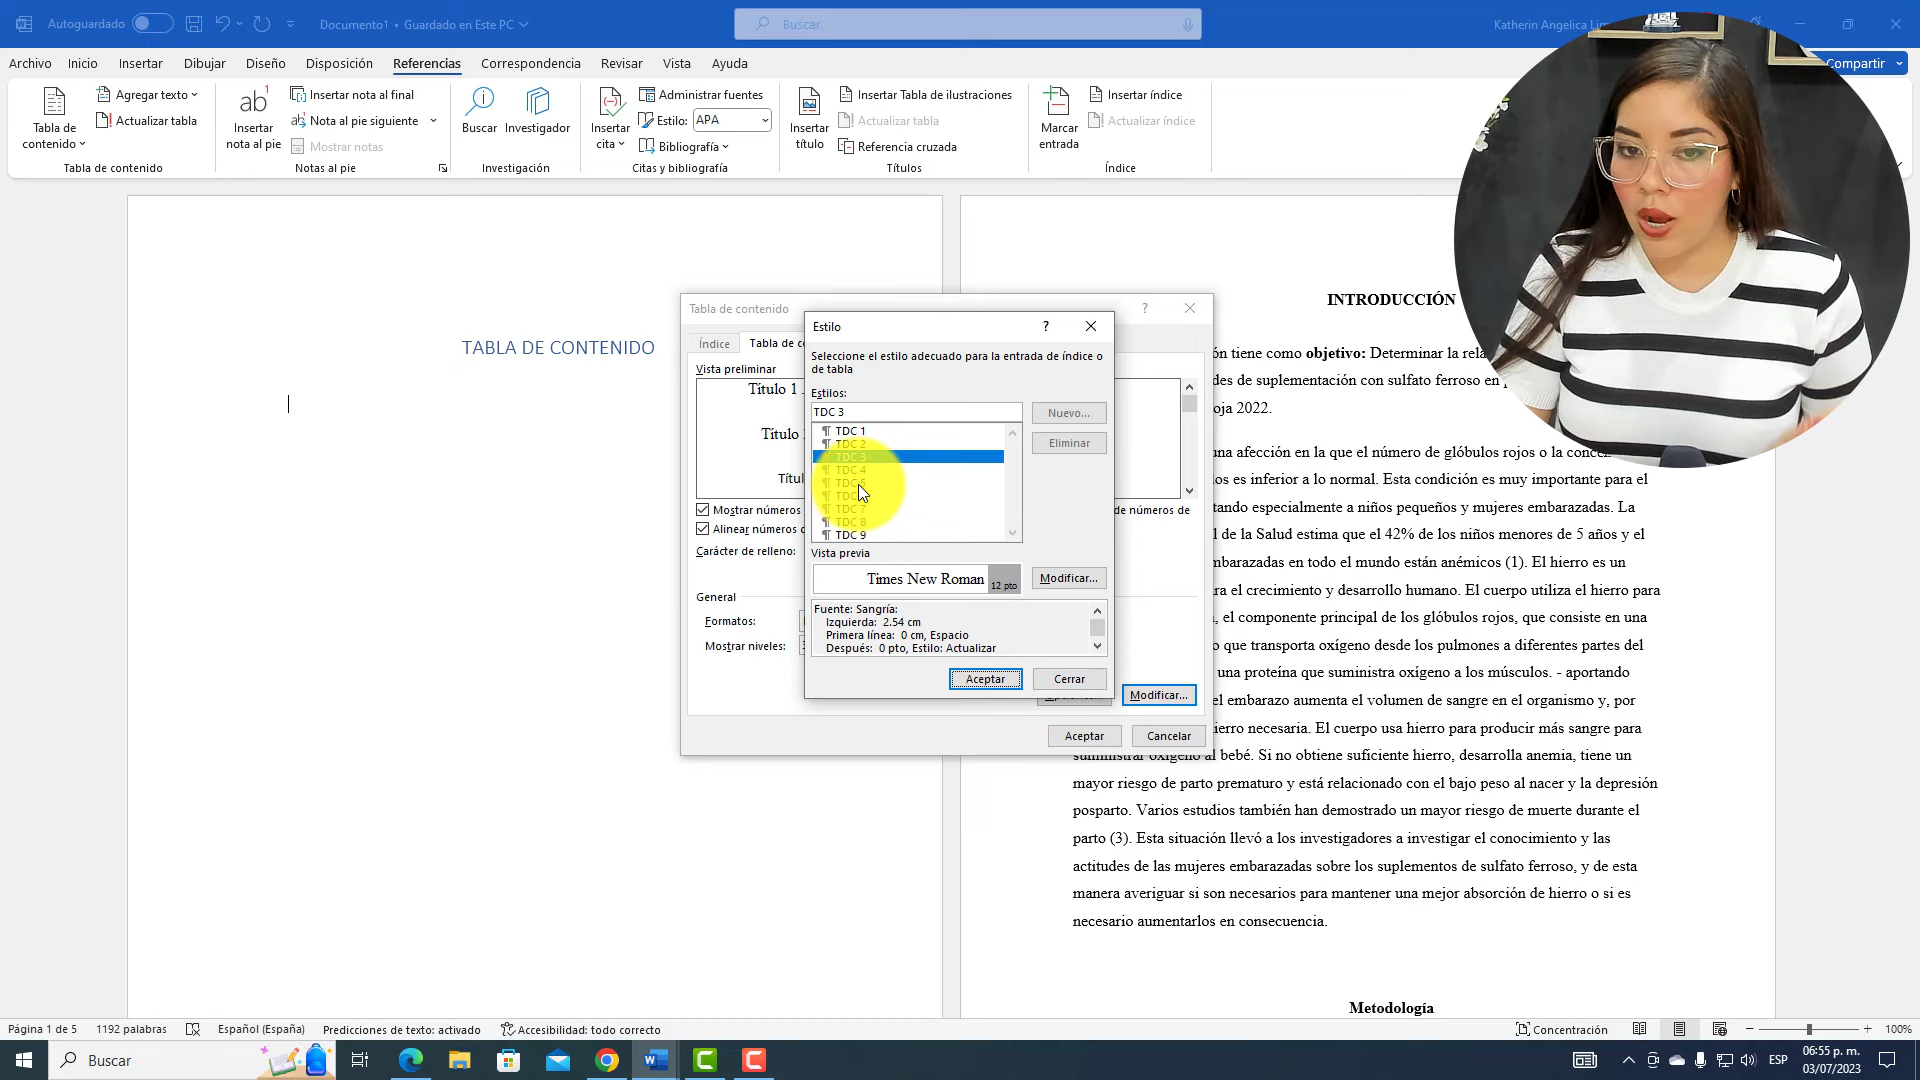 Autoguardado
Documento1 • Guardado en Este PC
Buscar
Katherin Angelica
Archivo Inicio Insertar Dibujar Diseño Disposición Referencias Correspondencia Revisar Vista Ayuda
Compartir
Tabla de contenido
Agregar texto
Actualizar tabla
Tabla de contenido
ab
Insertar nota al pie
Insertar nota al final
Nota al pie siguiente
Mostrar notas
Notas al pie
Buscar
Investigador
Investigación
Insertar cita
Administrar fuentes
Estilo: APA
Bibliografía
Citas y bibliografía
Insertar título
Insertar Tabla de ilustraciones
Actualizar tabla
Referencia cruzada
Títulos
Marcar entrada
Insertar índice
Actualizar índice
Índice
TABLA DE CONTENIDO
Tabla de contenido
Índice
Tabla de
Vista preliminar
Título 1
Título
Mostrar números
Alinear números
Carácter de relleno:
General
Formatos:
Mostrar niveles:
de números de
Modificar...
Aceptar
Cancelar
Estilo
Seleccione el estilo adecuado para la entrada de índice o
de tabla
Estilos:
TDC 3
TDC 1
TDC 2
TDC 3
TDC 4
TDC 5
TDC
TDC 7
TDC 8
TDC 9
Nuevo...
Eliminar
Vista previa
Times New Roman
12 pto
Modificar...
Fuente: Sangría:
Izquierda: 2.54 cm
Primera línea: 0 cm, Espacio
Después: 0 pto, Estilo: Actualizar
Aceptar
Cerrar
INTRODUCCIÓN
tiene como objetivo: Determinar la
des de suplementación con sulfato ferroso en
2022.
una afección en la que el número de glóbulos rojos o la
los es inferior a lo normal. Esta condición es muy importante para el
tando especialmente a niños pequeños y mujeres embarazadas. La
l de la Salud estima que el 42% de los niños menores de 5 años y el
mbarazadas en todo el mundo están anémicos (1). El hierro es un
ra el crecimiento y desarrollo humano. El cuerpo utiliza el hierro para
, el componente principal de los glóbulos rojos, que consiste en una
o que transporta oxígeno desde los pulmones a diferentes partes del
una proteína que suministra oxígeno a los músculos. - aportando
el embarazo aumenta el volumen de sangre en el organismo y, por
ierro necesaria. El cuerpo usa hierro para producir más sangre para
suministrar oxígeno al bebé. Si no obtiene suficiente hierro, desarrolla anemia, tiene un
mayor riesgo de parto prematuro y está relacionado con el bajo peso al nacer y la depresión
posparto. Varios estudios también han demostrado un mayor riesgo de muerte durante el
parto (3). Esta situación llevó a los investigadores a investigar el conocimiento y las
actitudes de las mujeres embarazadas sobre los suplementos de sulfato ferroso, y de esta
manera averiguar si son necesarios para mantener una mejor absorción de hierro o si es
necesario aumentarlos en consecuencia.
Metodología
Página 1 de 5 1192 palabras Español (España) Predicciones de texto: activado Accesibilidad: todo correcto Concentración 100%
Buscar
ESP
06:55 p. m.
03/07/2023